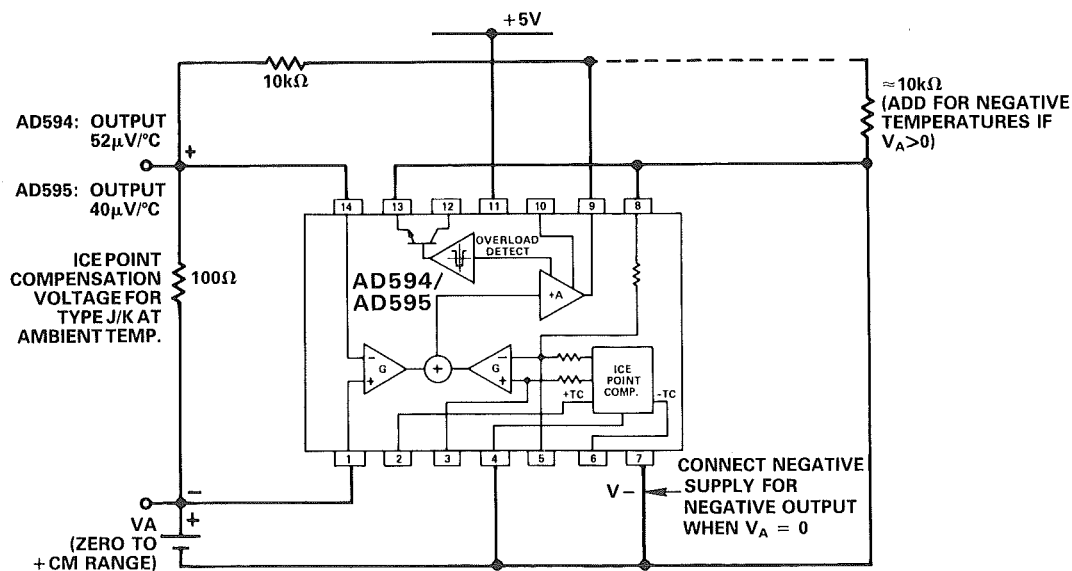 +5V
10kΩ
≈10kΩ
(ADD FOR NEGATIVE
TEMPERATURES IF
VA>0)
AD594: OUTPUT
52μV/°C
+
AD595: OUTPUT
40μV/°C
14
13
12
11
10
9
8
OVERLOAD
DETECT
AD594/
AD595
+A
ICE POINT
COMPENSATION
VOLTAGE FOR
TYPE J/K AT
AMBIENT TEMP.
100Ω
−
+
G
+
G
−
+
ICE
POINT
COMP.
+TC
-TC
1
2
3
4
5
6
7
−
+
VA
(ZERO TO
+CM RANGE)
V−
CONNECT NEGATIVE
SUPPLY FOR
NEGATIVE OUTPUT
WHEN VA = 0